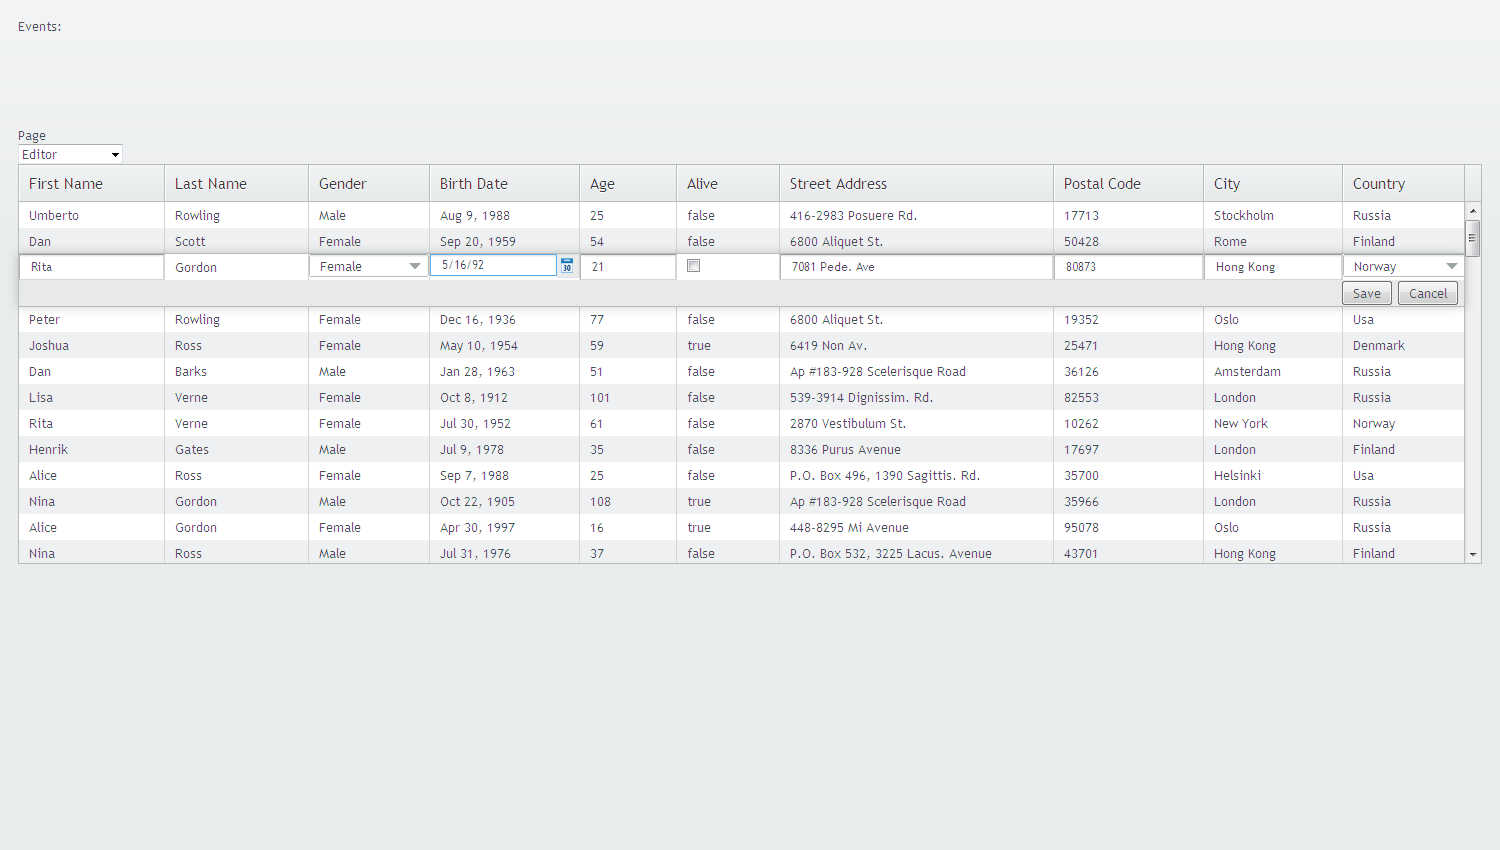 Events:
Page
Editor
First Name Last Name Gender Birth Date Age Alive Street Address Postal Code City Country
Umberto Rowling Male Aug 9, 1988 25 false 416-2983 Posuere Rd. 17713 Stockholm Russia
Dan Scott Female Sep 20, 1959 54 false 6800 Aliquet St. 50428 Rome Finland
Rita Gordon Female 5/16/92 30 21 7081 Pede. Ave 80873 Hong Kong Norway
Save Cancel
Peter Rowling Female Dec 16, 1936 77 false 6800 Aliquet St. 19352 Oslo Usa
Joshua Ross Female May 10, 1954 59 true 6419 Non Av. 25471 Hong Kong Denmark
Dan Barks Male Jan 28, 1963 51 false Ap #183-928 Scelerisque Road 36126 Amsterdam Russia
Lisa Verne Female Oct 8, 1912 101 false 539-3914 Dignissim. Rd. 82553 London Russia
Rita Verne Female Jul 30, 1952 61 false 2870 Vestibulum St. 10262 New York Norway
Henrik Gates Male Jul 9, 1978 35 false 8336 Purus Avenue 17697 London Finland
Alice Ross Female Sep 7, 1988 25 false P.O. Box 496, 1390 Sagittis. Rd. 35700 Helsinki Usa
Nina Gordon Male Oct 22, 1905 108 true Ap #183-928 Scelerisque Road 35966 London Russia
Alice Gordon Female Apr 30, 1997 16 true 448-8295 Mi Avenue 95078 Oslo Russia
Nina Ross Male Jul 31, 1976 37 false P.O. Box 532, 3225 Lacus. Avenue 43701 Hong Kong Finland